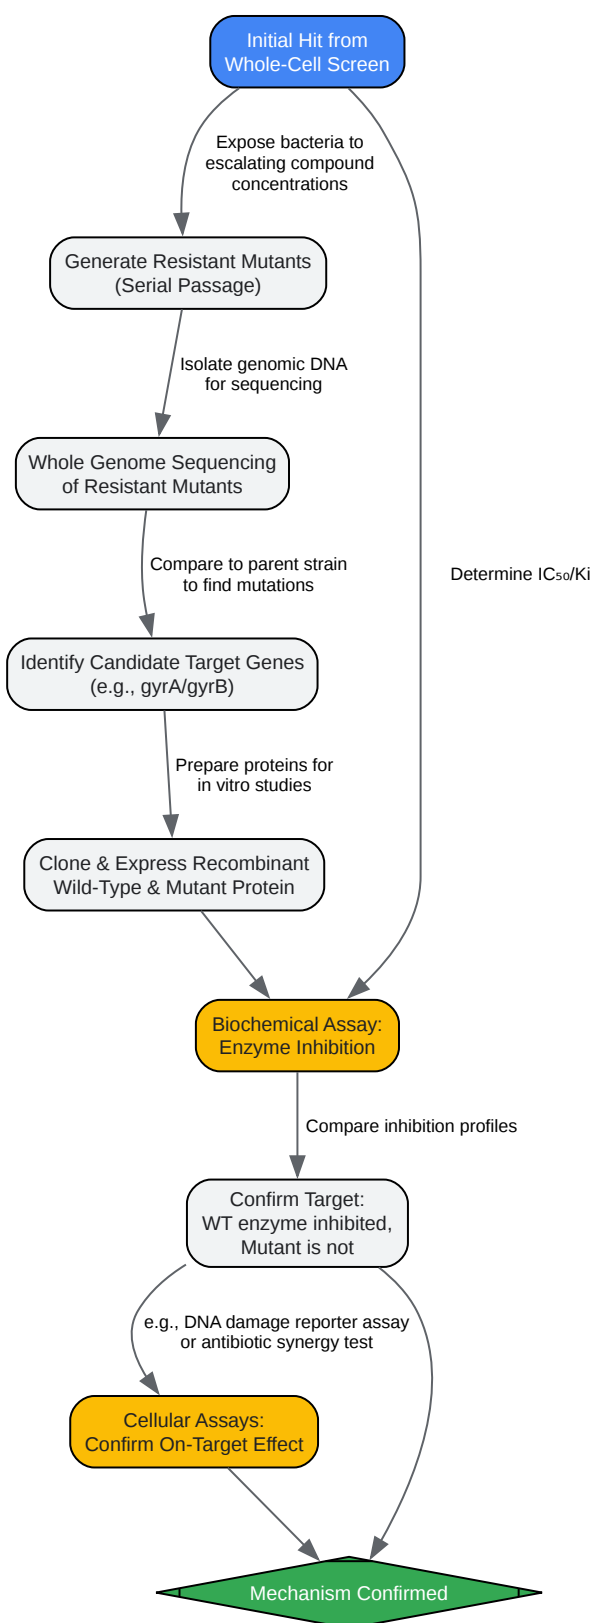 Initial Hit from
Whole-Cell Screen
Expose bacteria to
escalating compound
concentrations
Generate Resistant Mutants
(Serial Passage)
Isolate genomic DNA
for sequencing
Whole Genome Sequencing
of Resistant Mutants
Compare to parent strain
to find mutations
Determine IC₅₀/Ki
Identify Candidate Target Genes
(e.g., gyrA/gyrB)
Prepare proteins for
in vitro studies
Clone & Express Recombinant
Wild-Type & Mutant Protein
Biochemical Assay:
Enzyme Inhibition
Compare inhibition profiles
Confirm Target:
WT enzyme inhibited,
Mutant is not
e.g., DNA damage reporter assay
or antibiotic synergy test
Cellular Assays:
Confirm On-Target Effect
Mechanism Confirmed